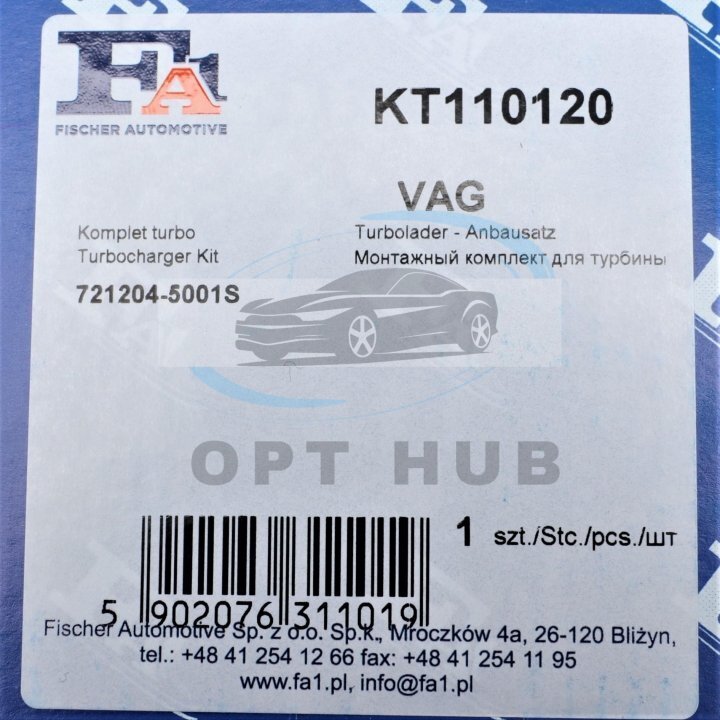 FA1
FISCHER AUTOMOTIVE
KT110120
VAG
Komplet turbo
Turbocharger Kit
721204-5001S
Turbolader - Anbausatz
Монтажный комплект для турбины
OPT HUB
1 szt./Stc./pcs./шт
5 902076 311019
Fischer Automotive Sp. z o.o. Sp.k., Mroczków 4a, 26-120 Bliżyn,
tel.: +48 41 254 12 66 fax: +48 41 254 11 95
www.fa1.pl, info@fa1.pl